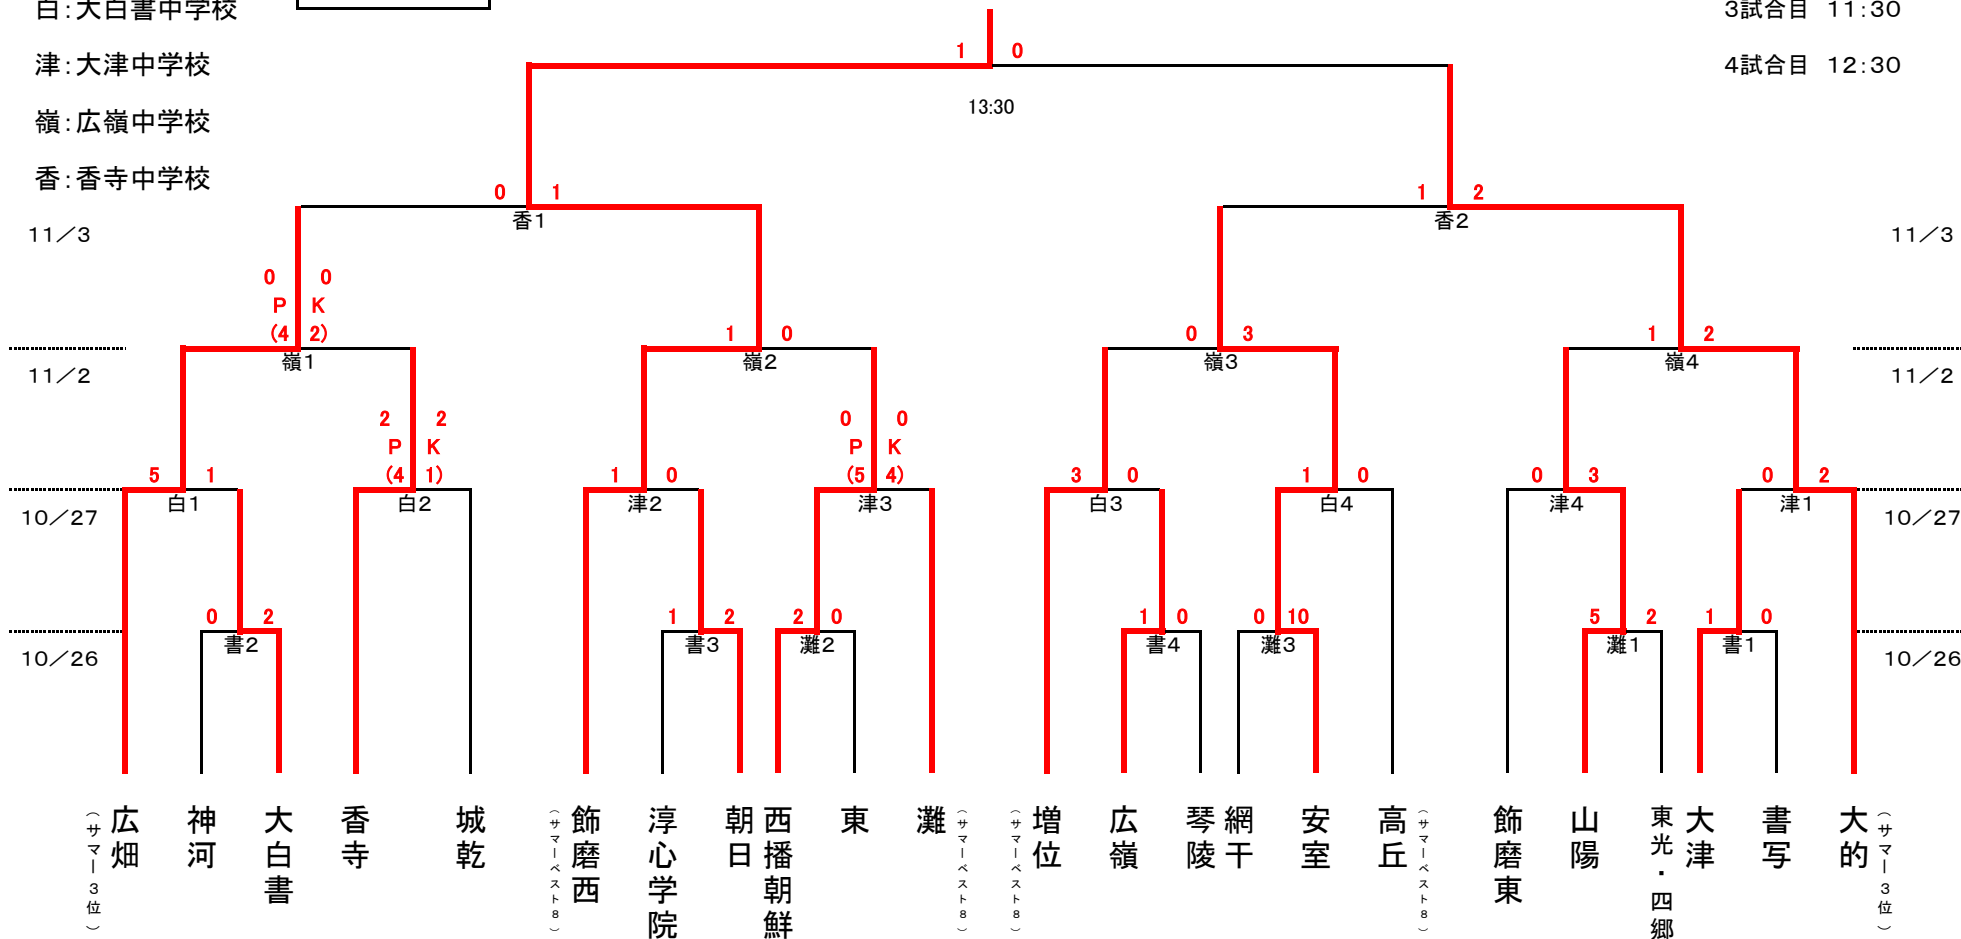 白：大白書中学校
3試合目 11：30
1 0
津：大津中学校
4試合目 12：30
13:30
嶺：広嶺中学校
香：香寺中学校
0 1
1 2
香1
香2
11／3
11／3
0 0
P K
(4 2)
1 0
0 3
1 2
嶺1
嶺2
嶺3
嶺4
11／2
11／2
2 2
P K
(4 1)
0 0
P K
(5 4)
5 1
1 0
3 0
1 0
0 3
0 2
白1
白2
津2
津3
白3
白4
津4
津1
10／27
10／27
0 2
1 2
2 0
1 0
0 10
5 2
1 0
書2
書3
灘2
書4
灘3
灘1
書1
10／26
10／26
（サマー3位）
広畑
神河
大白書
香寺
城乾
（サマーベスト8）
飾磨西
淳心学院
朝日
西播朝鮮
東
灘
（サマーベスト8）
（サマーベスト8）
増位
広嶺
琴陵
網干
安室
高丘
（サマーベスト8）
飾磨東
山陽
東光・四郷
大津
書写
大的
（サマー3位）